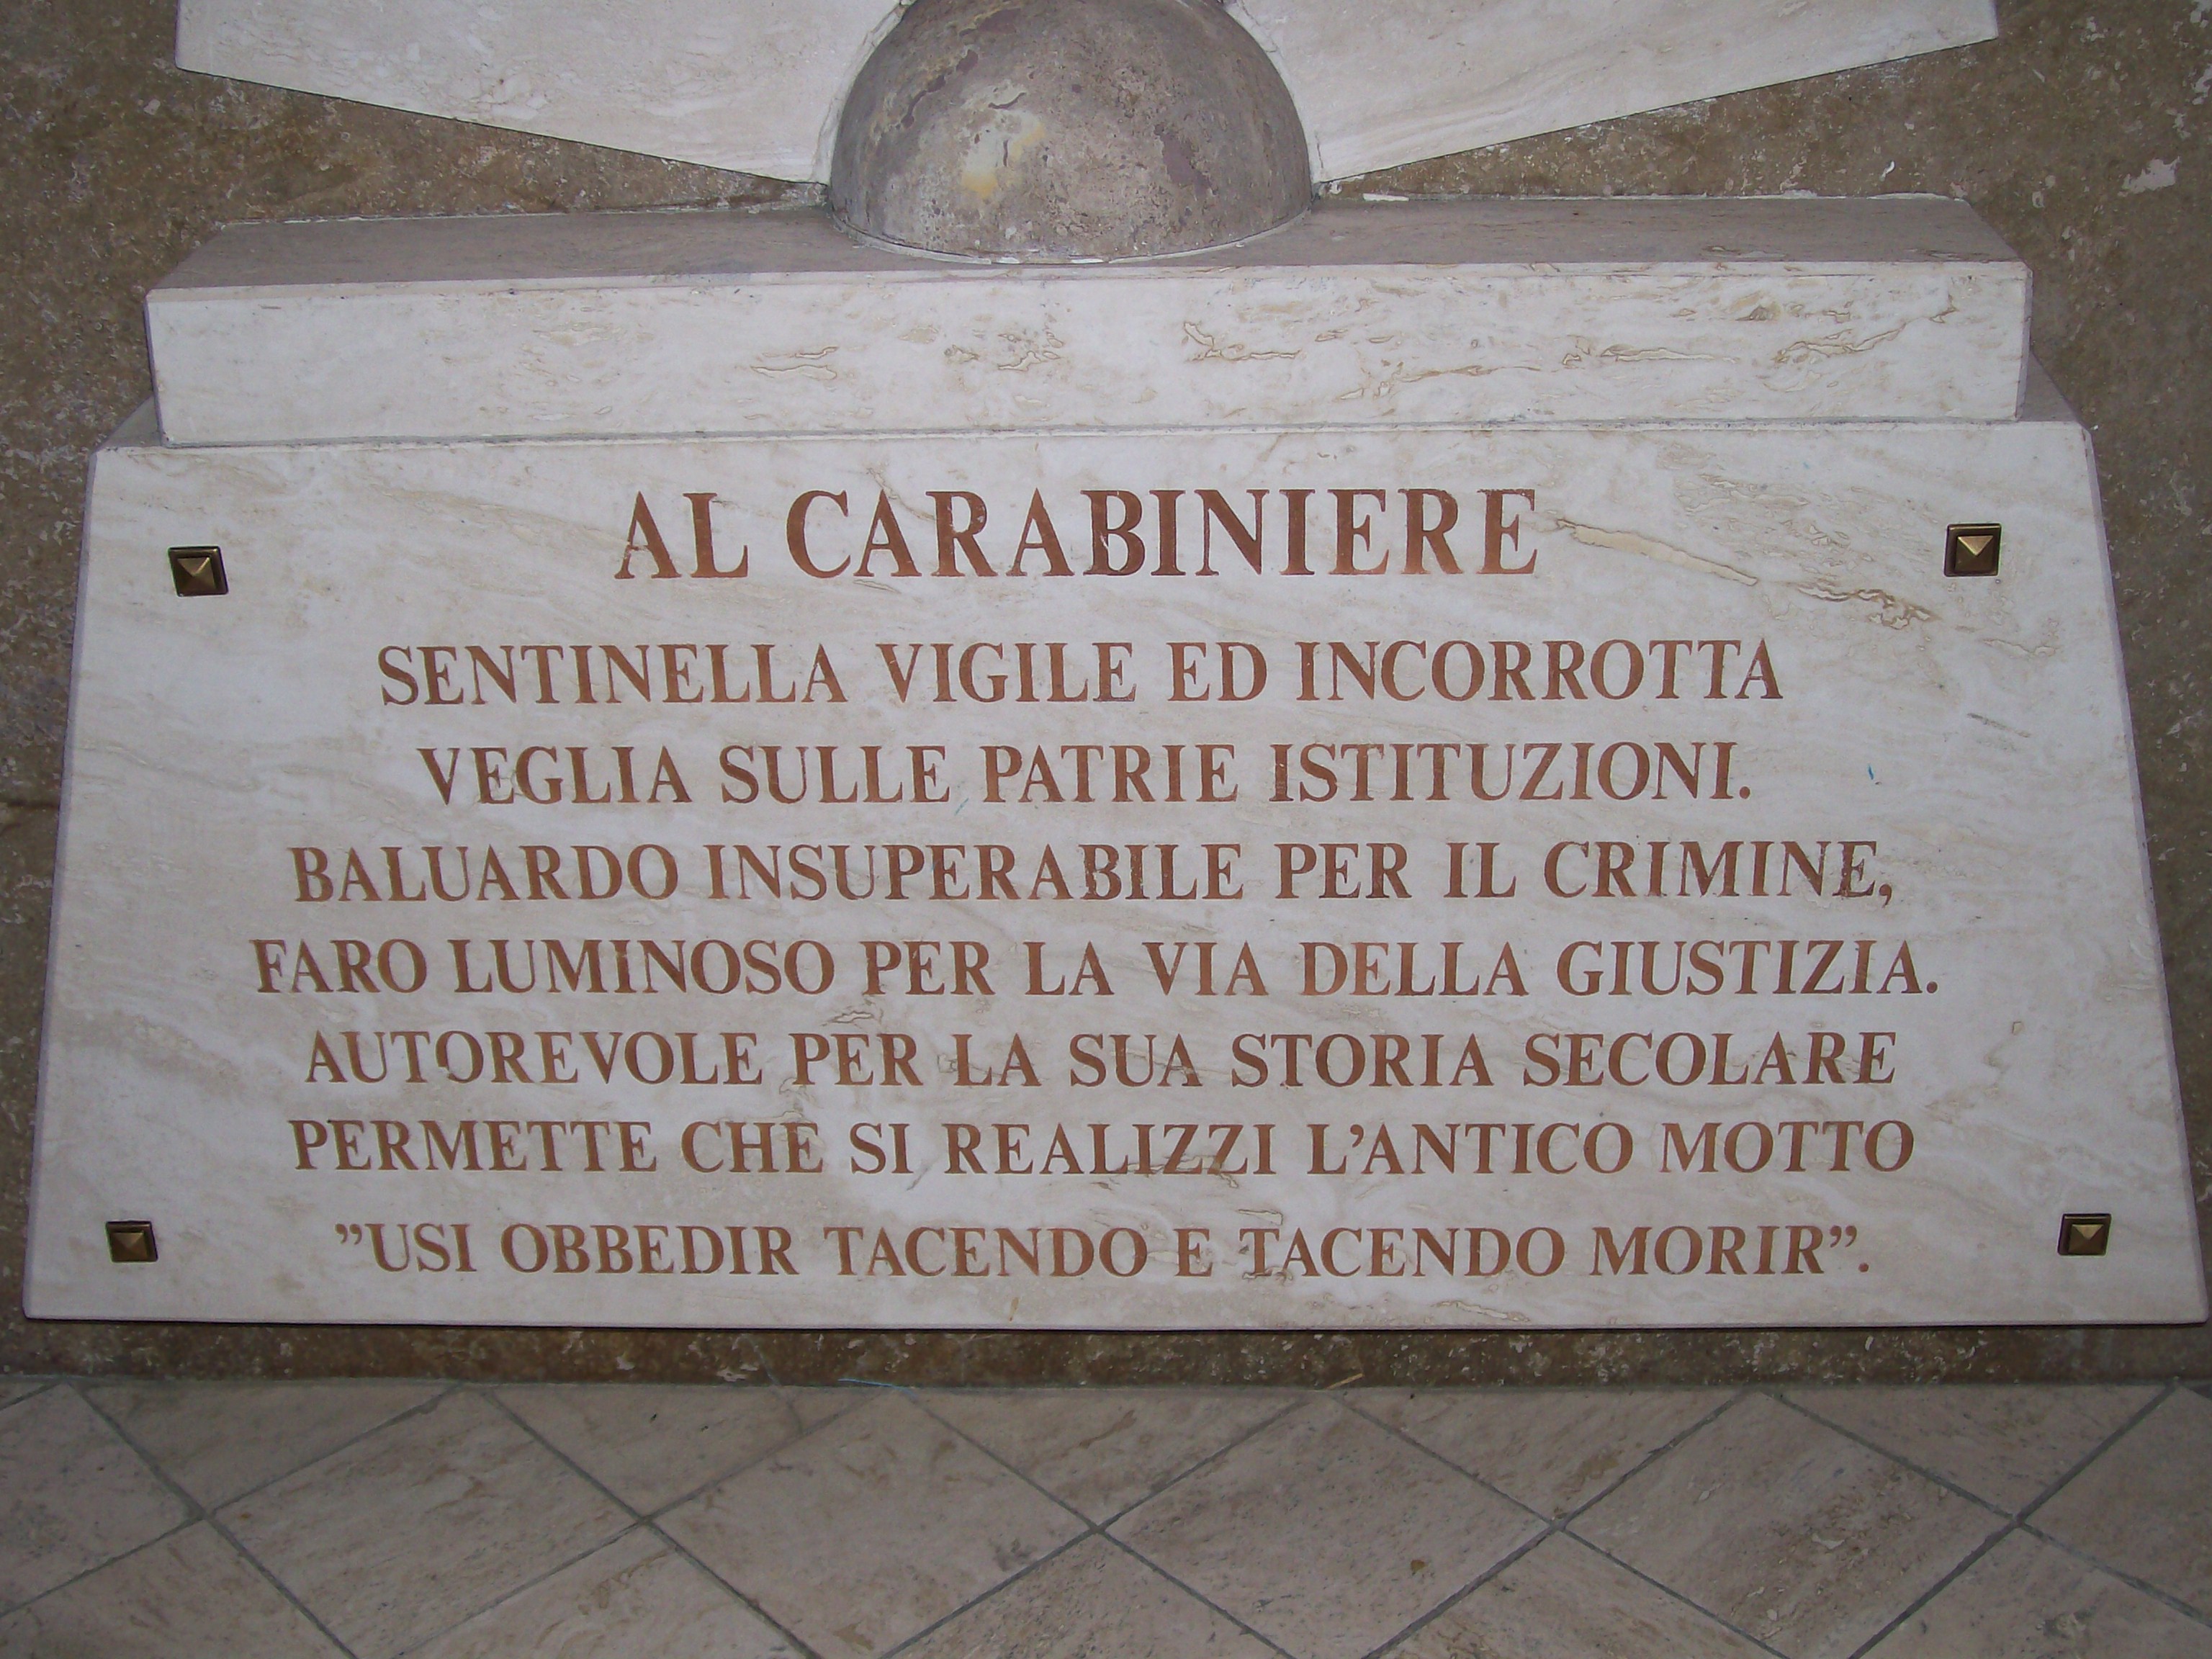 AL CARABINIERE
SENTINELLA VIGILE ED INCORROTTA
VEGLIA SULLE PATRIE ISTITUZIONI.
BALUARDO INSUPERABILE PER IL CRIMINE,
FARO LUMINOSO PER LA VIA DELLA GIUSTIZIA.
AUTOREVOLE PER LA SUA STORIA SECOLARE
PERMETTE CHE SI REALIZZI L’ANTICO MOTTO
”USI OBBEDIR TACENDO E TACENDO MORIR”.